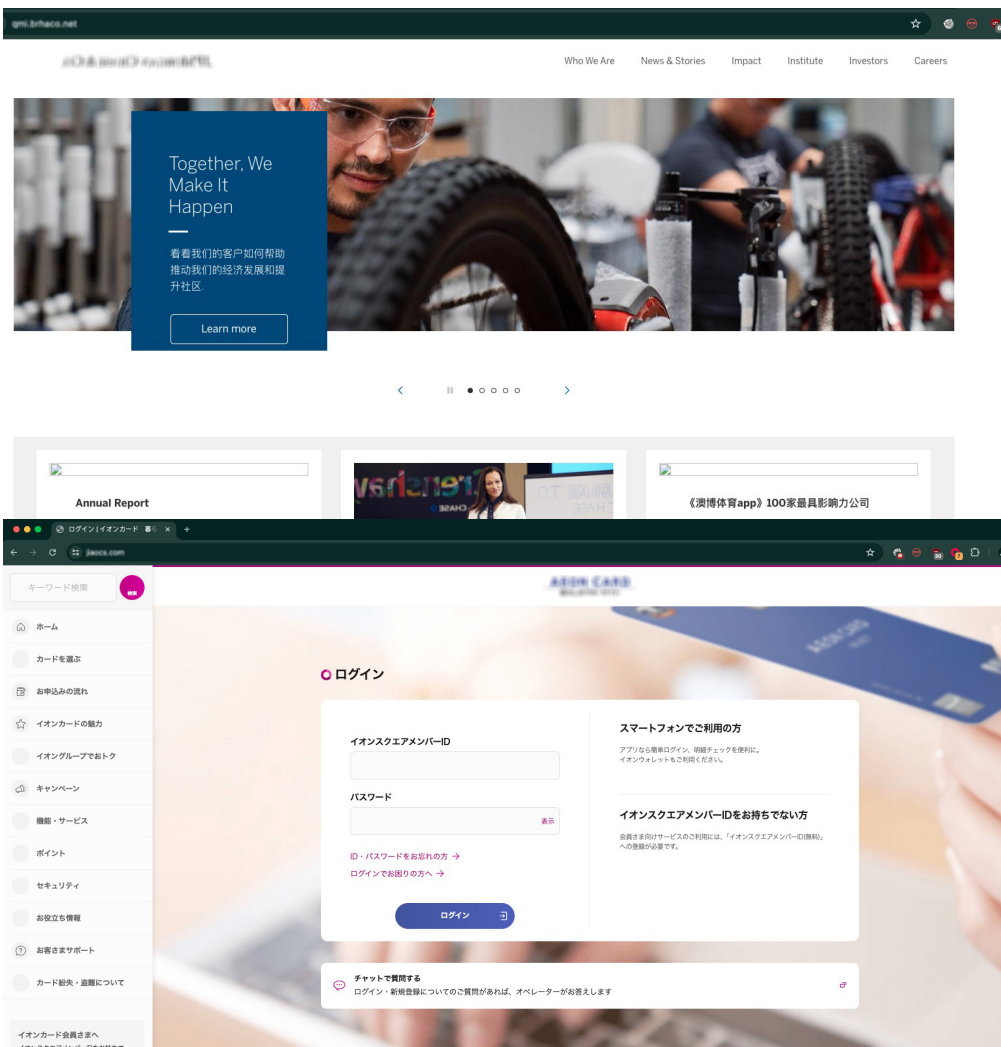 qmi.brhaco.net
Who We Are News & Stories Impact Institute Investors Careers
Together, We
Make It
Happen
看看我们的客户如何帮助
推动我们的经济发展和提
升社区.
Learn more
Annual Report
CHASE
《澳博体育app》100家最具影响力公司
ログイン | イオンカード 暮ら
jiaocs.com
30
7
キーワード検索
検索
AEON CARD
ホーム
カードを選ぶ
お申込みの流れ
イオンカードの魅力
イオングループでおトク
キャンペーン
機能・サービス
ポイント
セキュリティ
お役立ち情報
お客さまサポート
カード紛失・盗難について
イオンカード会員さまへ
ログイン
イオンスクエアメンバーID
パスワード
表示
ID・パスワードをお忘れの方 →
ログインでお困りの方へ →
ログイン
スマートフォンでご利用の方
アプリなら簡単ログイン、明細チェックを便利に。
イオンウォレットもご利用ください。
イオンスクエアメンバーIDをお持ちでない方
会員さま向けサービスのご利用には、「イオンスクエアメンバーID(無料)」
への登録が必要です。
チャットで質問する
ログイン・新規登録についてのご質問があれば、オペレーターがお答えします